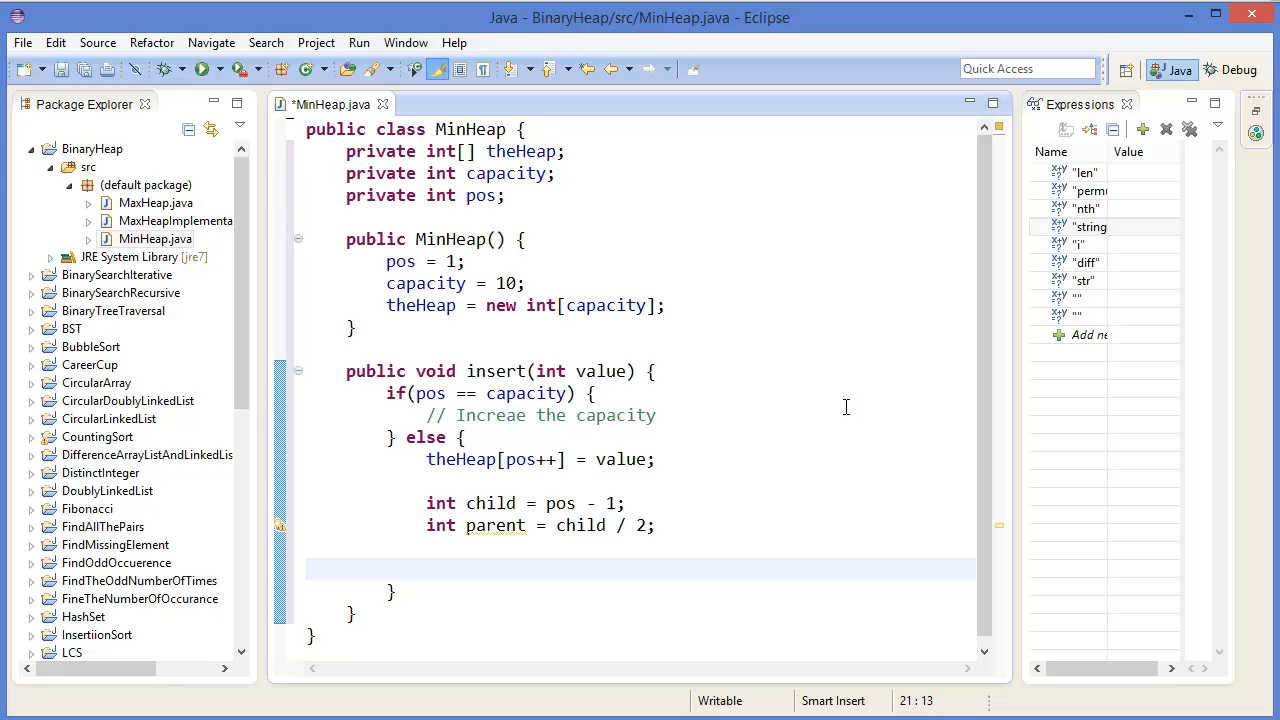 Java - BinaryHeap/src/MinHeap.java - Eclipse
File Edit Source Refactor Navigate Search Project Run Window Help
Quick Access
Java
Debug
Package Explorer
BinaryHeap
src
(default package)
MaxHeap.java
MaxHeapImplementa
MinHeap.java
JRE System Library [jre7]
BinarySearchIterative
BinarySearchRecursive
BinaryTreeTraversal
BST
BubbleSort
CareerCup
CircularArray
CircularDoublyLinkedList
CircularLinkedList
CountingSort
DifferenceArrayListAndLinkedLis
DistinctInteger
DoublyLinkedList
Fibonacci
FindAllThePairs
FindMissingElement
FindOddOccuerence
FindTheOddNumberOfTimes
FineTheNumberOfOccurance
HashSet
InsertiionSort
LCS
*MinHeap.java
public class MinHeap {
private int[] theHeap;
private int capacity;
private int pos;
public MinHeap() {
pos = 1;
capacity = 10;
theHeap = new int[capacity];
}
public void insert(int value) {
if(pos == capacity) {
// Increae the capacity
} else {
theHeap[pos++] = value;
int child = pos - 1;
int parent = child / 2;
}
}
}
Expressions
Name Value
"len"
"permu
"nth"
"string
"i"
"diff"
"str"
""
""
Add ne
Writable
Smart Insert
21 : 13